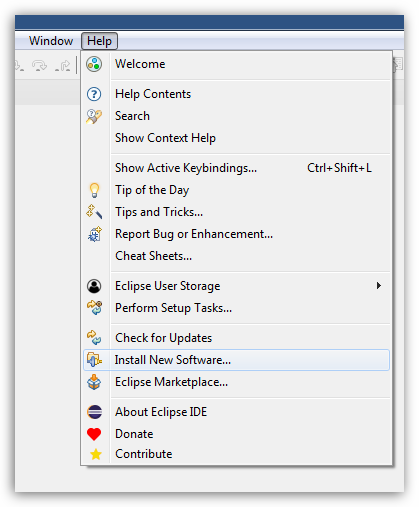 Window Help
Welcome
Help Contents
Search
Show Context Help
Show Active Keybindings... Ctrl+Shift+L
Tip of the Day
Tips and Tricks...
Report Bug or Enhancement...
Cheat Sheets...
Eclipse User Storage
Perform Setup Tasks...
Check for Updates
Install New Software...
Eclipse Marketplace...
About Eclipse IDE
Donate
Contribute